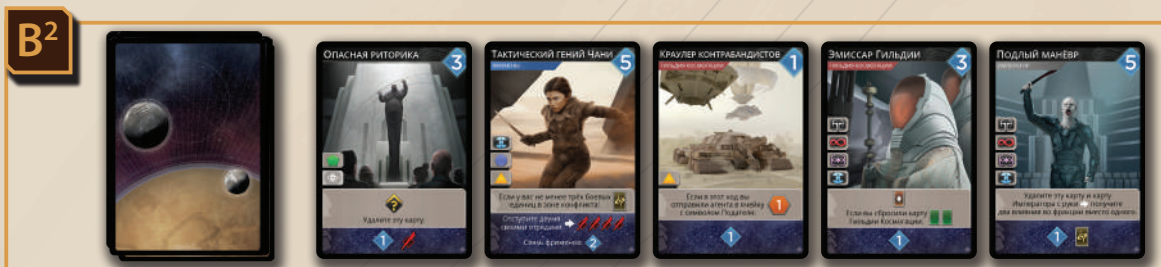 B²
ОПАСНАЯ РИТОРИКА
3
Удалите эту карту.
1
ТАКТИЧЕСКИЙ ГЕНИЙ ЧАНИ
ФРИМЕНЫ
5
Если у вас не менее трёх боевых
единиц в зоне конфликта:
Отступите двумя
своими отрядами
Связь фрименов: 2
КРАУЛЕР КОНТРАБАНДИСТОВ
ГИЛЬДИЯ КОСМОГАЦИИ
1
Если в этот ход вы
отправили агента в ячейку
с символом Податели:
1
1
ЭМИССАР ГИЛЬДИИ
ГИЛЬДИЯ КОСМОГАЦИИ
3
Если вы сбросили карту
Гильдии Космогации:
1
ПОДЛЫЙ МАНЁВР
5
Удалите эту карту и карту
Императора с руки
получите
два влияния во фракции вместо одного.
1